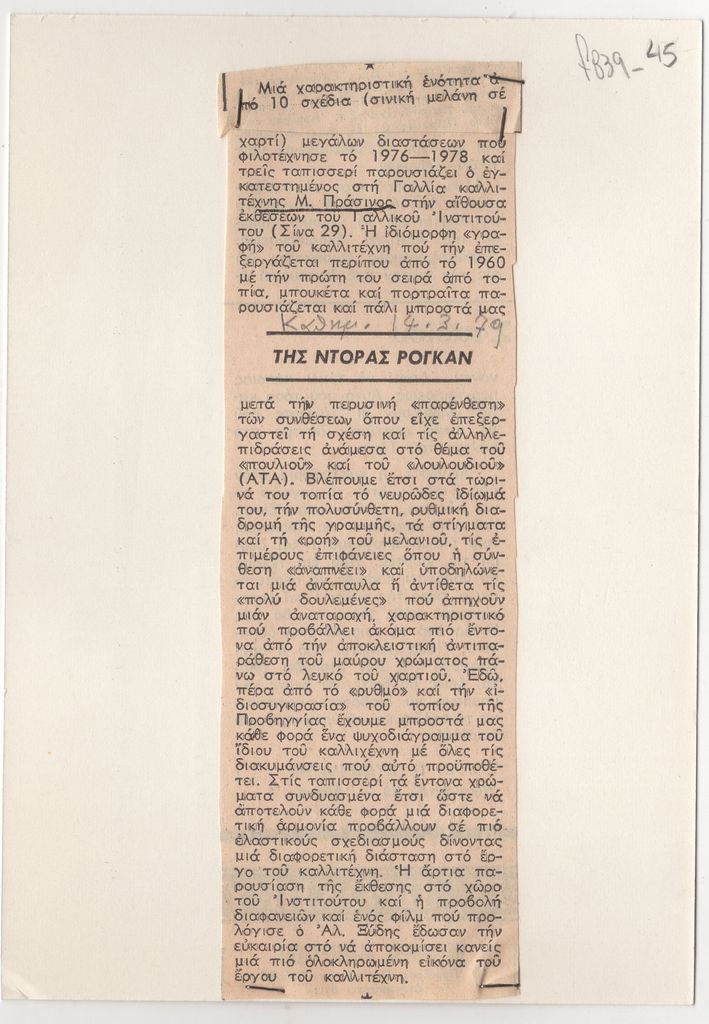 fB39-45
Μιά χαρακτηριστική ἑνότητα ἀ-
πό 10 σχέδια (σινική μελάνη σέ
χαρτί) μεγάλων διαστάσεων πού
φιλοτέχνησε τό 1976—1978 καί
τρεῖς ταπισσερί παρουσιάζει ὁ ἐγ-
κατεστημένος στή Γαλλία καλλι-
τέχνης Μ. Πράσινος στήν αἴθουσα
ἐκθέσεων τοῦ Γαλλικοῦ Ἰνστιτού-
του (Σίνα 29). Ἡ ἰδιόμορφη «γρα-
φή» τοῦ καλλιτέχνη πού τήν ἐπε-
ξεργάζεται περίπου ἀπό τό 1960
μέ τήν πρώτη του σειρά ἀπό το-
πία, μπουκέτα καί πορτραῖτα πα-
ρουσιάζεται καί πάλι μπροστά μας
Καθημ. 14.3.79
ΤΗΣ ΝΤΟΡΑΣ ΡΟΓΚΑΝ
μετά τήν περυσινή «παρένθεση»
τῶν συνθέσεων ὅπου εἶχε ἐπεξερ-
γαστεῖ τή σχέση καί τίς ἀλληλε-
πιδράσεις ἀνάμεσα στό θέμα τοῦ
«πουλιοῦ» καί τοῦ «λουλουδιοῦ»
(ΑΤΑ). Βλέπουμε ἔτσι στά τωρι-
νά του τοπία τό νευρῶδες ἰδίωμά
του, τήν πολυσύνθετη, ρυθμική δια-
δρομή τῆς γραμμῆς, τά στίγματα
καί τή «ροή» τοῦ μελανιοῦ, τίς ἐ-
πιμέρους ἐπιφάνειες ὅπου ἡ σύν-
θεση «ἀναπνέει» καί ὑποδηλώνε-
ται μιά ἀνάπαυλα ἤ ἀντίθετα τίς
«πολύ δουλεμένες» πού ἀπηχοῦν
μιάν ἀναταραχή, χαρακτηριστικό
πού προβάλλει ἀκόμα πιό ἔντο-
να ἀπό τήν ἀποκλειστική ἀντιπα-
ράθεση τοῦ μαύρου χρώματος πά-
νω στό λευκό τοῦ χαρτιοῦ. Ἐδῶ,
πέρα ἀπό τό «ρυθμό» καί τήν «ἰ-
διοσυγκρασία» τοῦ τοπίου τῆς
Προβηγγίας ἔχουμε μπροστά μας
κάθε φορά ἕνα ψυχοδιάγραμμα τοῦ
ἴδιου τοῦ καλλιχέχνη μέ ὅλες τίς
διακυμάνσεις πού αὐτό προϋποθέ-
τει. Στίς ταπισσερί τά ἔντονα χρώ-
ματα συνδυασμένα ἔτσι ὥστε νά
ἀποτελοῦν κάθε φορά μιά διαφορε-
τική ἁρμονία προβάλλουν σέ πιό
ἐλαστικούς σχεδιασμούς δίνοντας
μιά διαφορετική διάσταση στό ἔρ-
γο τοῦ καλλιτέχνη. Ἡ ἄρτια πα-
ρουσίαση τῆς ἔκθεσης στό χῶρο
τοῦ Ἰνστιτούτου καί ἡ προβολή
διαφανειῶν καί ἑνός φίλμ πού προ-
λόγισε ὁ Ἀλ. Ξύδης ἔδωσαν τήν
εὐκαιρία στό νά ἀποκομίσει κανείς
μιά πιό ὁλοκληρωμένη εἰκόνα τοῦ
ἔργου τοῦ καλλιτέχνη.